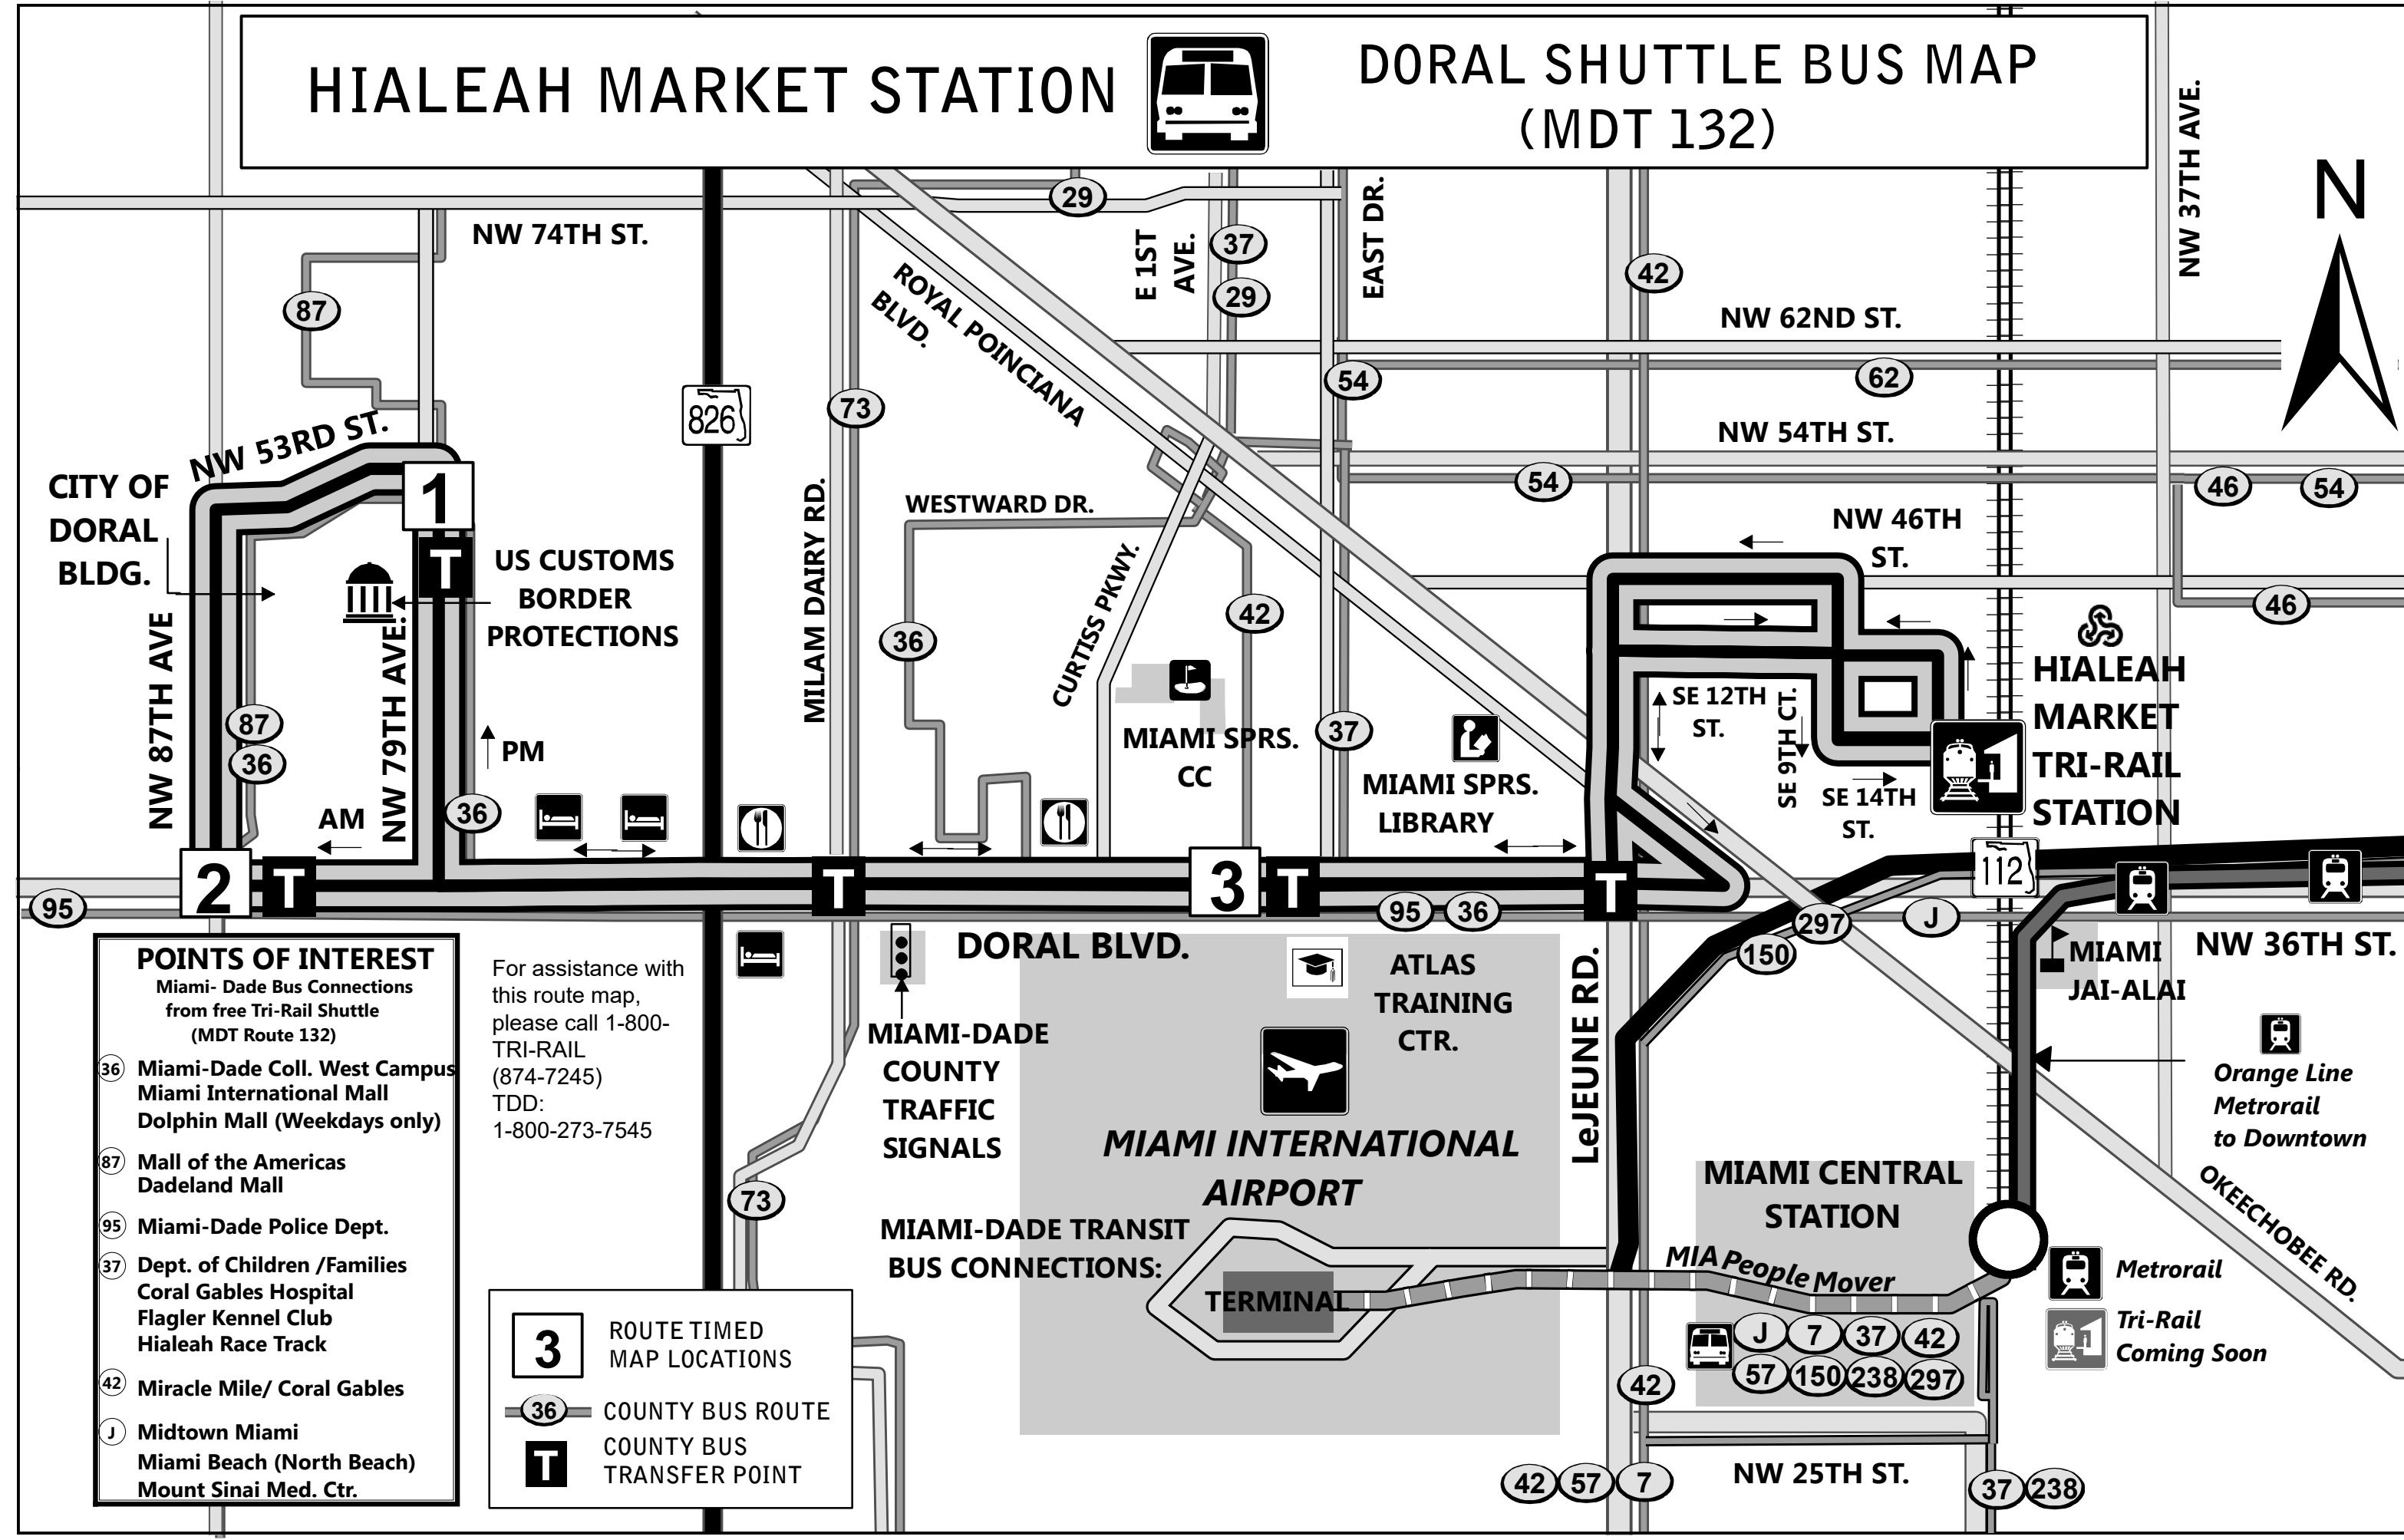 HIALEAH MARKET STATION
DORAL SHUTTLE BUS MAP
(MDT 132)
NW 37TH AVE.
N
29
NW 74TH ST.
E 1ST
AVE.
37
29
EAST DR.
42
87
ROYAL POINCIANA
BLVD.
NW 62ND ST.
826
73
54
62
NW 53RD ST.
NW 54TH ST.
CITY OF
DORAL
BLDG.
1
T
54
46
54
WESTWARD DR.
NW 46TH
ST.
US CUSTOMS
BORDER
PROTECTIONS
MILAM DAIRY RD.
CURTISS PKWY.
36
42
46
NW 87TH AVE
NW 79TH AVE.
87
36
PM
AM
36
MIAMI SPRS.
CC
37
MIAMI SPRS.
LIBRARY
SE 12TH
ST.
SE 9TH CT.
SE 14TH
ST.
HIALEAH
MARKET
TRI-RAIL
STATION
112
2
T
T
3
T
T
95
95
36
297
150
J
NW 36TH ST.
DORAL BLVD.
LeJEUNE RD.
MIAMI
JAI-ALAI
ATLAS
TRAINING
CTR.
MIAMI-DADE
COUNTY
TRAFFIC
SIGNALS
Orange Line
Metrorail
to Downtown
OKEECHOBEE RD.
MIAMI INTERNATIONAL
AIRPORT
MIAMI-DADE TRANSIT
BUS CONNECTIONS:
TERMINAL
MIAMI CENTRAL
STATION
MIA People Mover
J 7 37 42
57 150 238 297
Metrorail
Tri-Rail
Coming Soon
73
42
NW 25TH ST.
42 57 7
37 238
POINTS OF INTEREST
Miami- Dade Bus Connections
from free Tri-Rail Shuttle
(MDT Route 132)
36 Miami-Dade Coll. West Campus
Miami International Mall
Dolphin Mall (Weekdays only)
87 Mall of the Americas
Dadeland Mall
95 Miami-Dade Police Dept.
37 Dept. of Children /Families
Coral Gables Hospital
Flagler Kennel Club
Hialeah Race Track
42 Miracle Mile/ Coral Gables
J Midtown Miami
Miami Beach (North Beach)
Mount Sinai Med. Ctr.
For assistance with
this route map,
please call 1-800-
TRI-RAIL
(874-7245)
TDD:
1-800-273-7545
3 ROUTE TIMED
MAP LOCATIONS
36 COUNTY BUS ROUTE
T COUNTY BUS
TRANSFER POINT